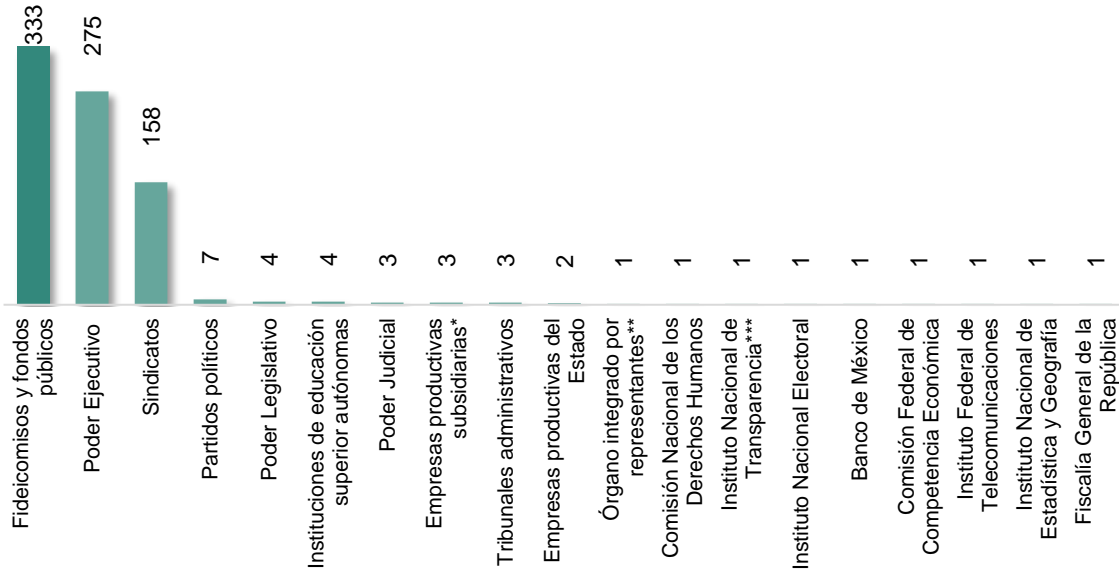 333
275
158
7
4
4
3
3
3
2
1
1
1
1
1
1
1
1
1
Fideicomisos y fondos
públicos
Poder Ejecutivo
Sindicatos
Partidos políticos
Poder Legislativo
Instituciones de educación
superior autónomas
Poder Judicial
Empresas productivas
subsidiarias*
Tribunales administrativos
Empresas productivas del
Estado
Órgano integrado por
representantes**
Comisión Nacional de los
Derechos Humanos
Instituto Nacional de
Transparencia***
Instituto Nacional Electoral
Banco de México
Comisión Federal de
Competencia Económica
Instituto Federal de
Telecomunicaciones
Instituto Nacional de
Estadística y Geografía
Fiscalía General de la
República